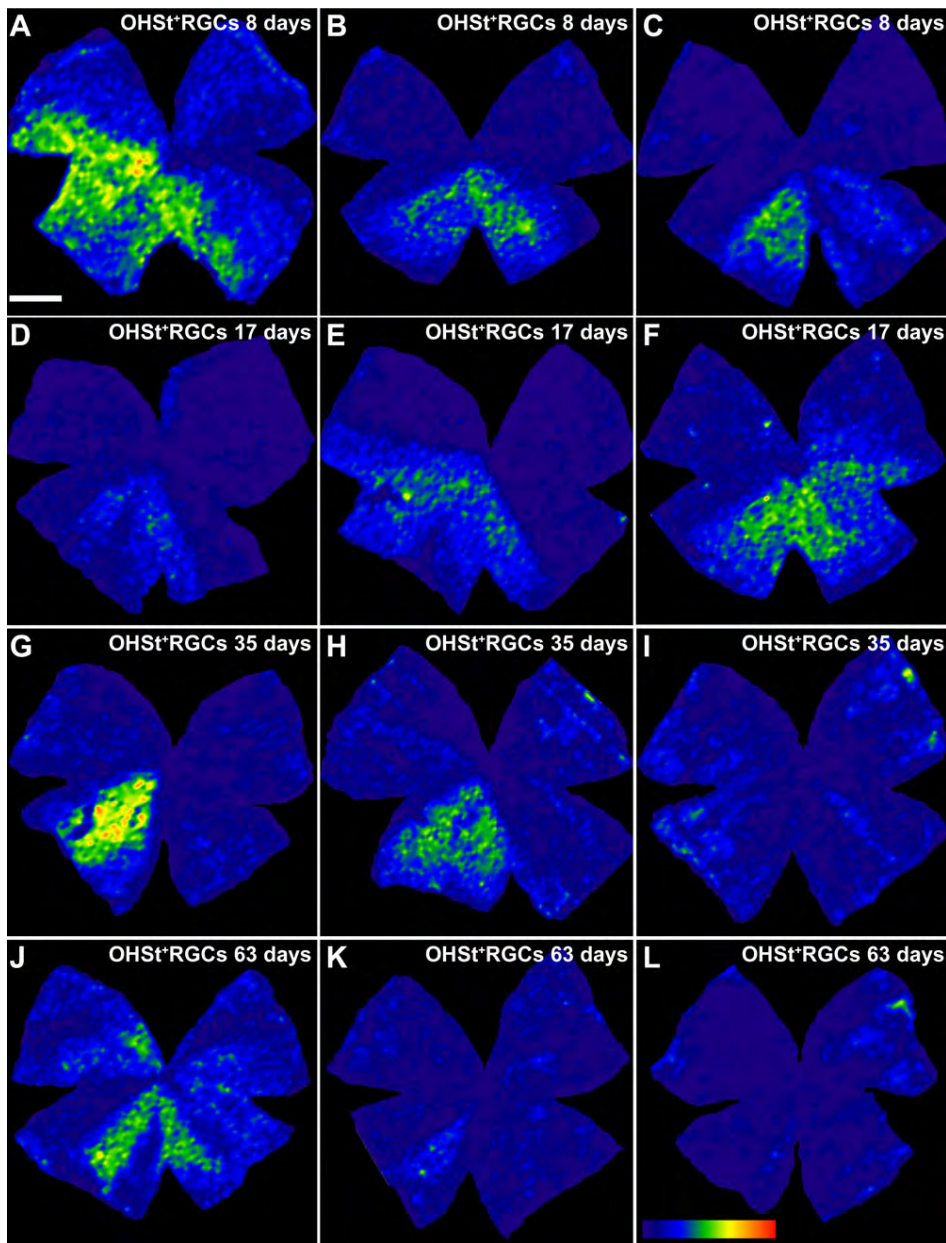 A OHSt⁺RGCs 8 days
B OHSt⁺RGCs 8 days
C OHSt⁺RGCs 8 days
D OHSt⁺RGCs 17 days
E OHSt⁺RGCs 17 days
F OHSt⁺RGCs 17 days
G OHSt⁺RGCs 35 days
H OHSt⁺RGCs 35 days
I OHSt⁺RGCs 35 days
J OHSt⁺RGCs 63 days
K OHSt⁺RGCs 63 days
L OHSt⁺RGCs 63 days